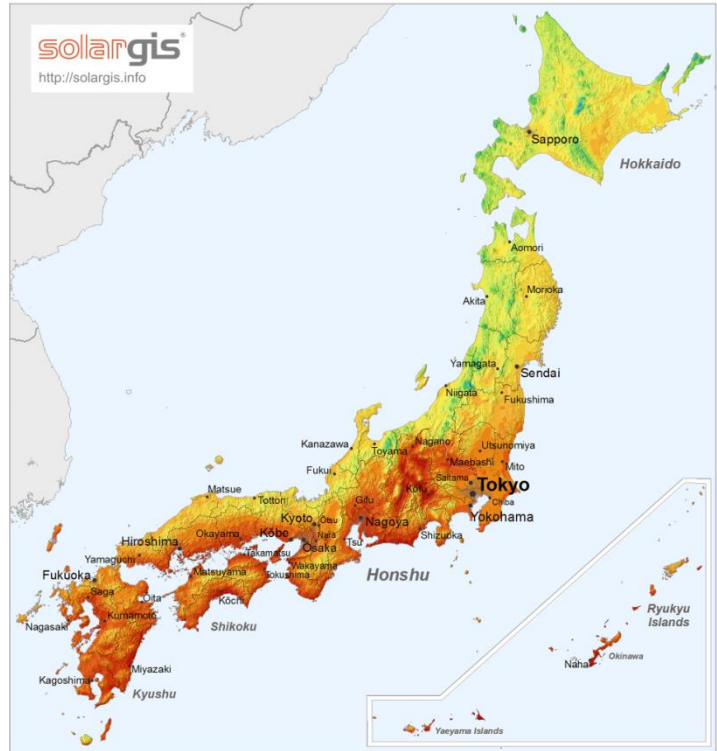 solargis
http://solargis.info
Sapporo
Hokkaido
Aomori
Akita
Morioka
Yamagata
Sendai
Niigata
Fukushima
Kanazawa
Toyama
Nagano
Utsunomiya
Maebashi
Mito
Fukui
Saitama
Tokyo
Kofu
Chiba
Matsue
Tottori
Gifu
Yokohama
Kyoto
Otsu
Nagoya
Okayama
Kōbe
Nara
Shizuoka
Hiroshima
Osaka
Tsu
Takamatsu
Yamaguchi
Wakayama
Honshu
Fukuoka
Matsuyama
Tokushima
Saga
Oita
Kōchi
Kumamoto
Shikoku
Nagasaki
Miyazaki
Kagoshima
Kyushu
Ryukyu
Islands
Okinawa
Naha
Yaeyama Islands